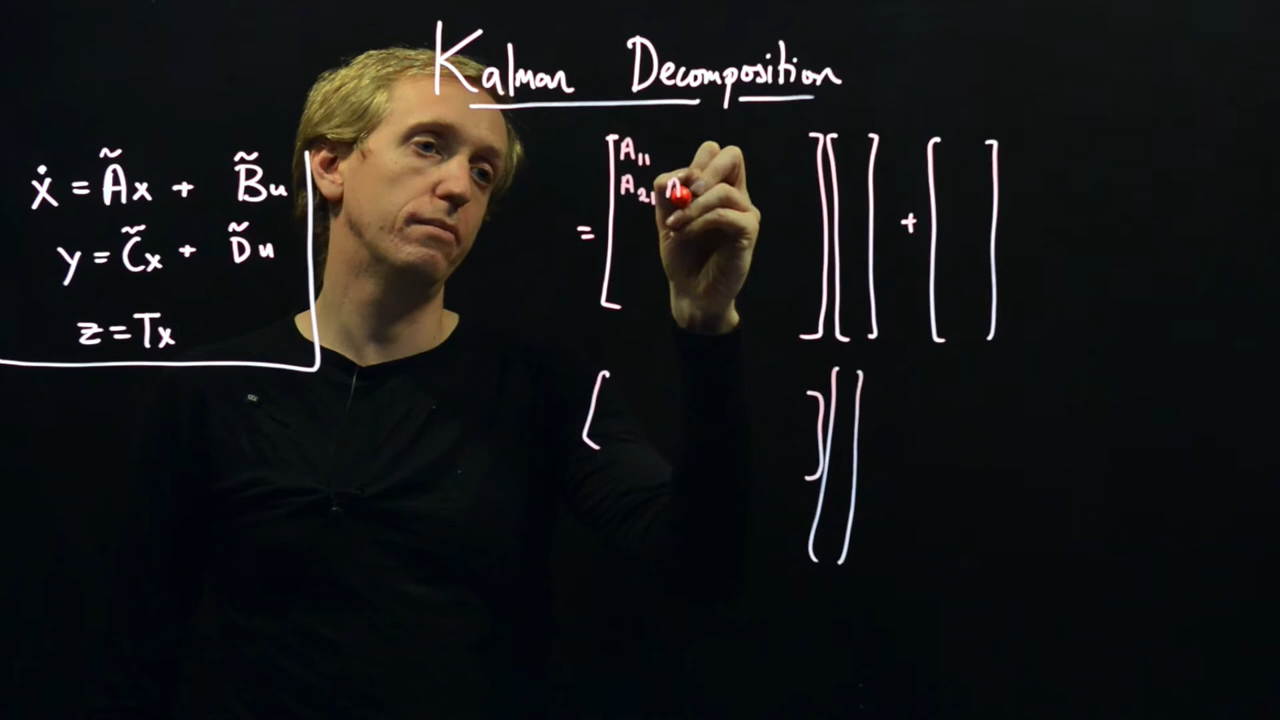 Kalman Decomposition
ẋ = Ãx + B̃u
y = C̃x + D̃u
z = Tx
= [ A₁₁ ] [ ] + [ ]
A₂₁ A
[ ] [ ]